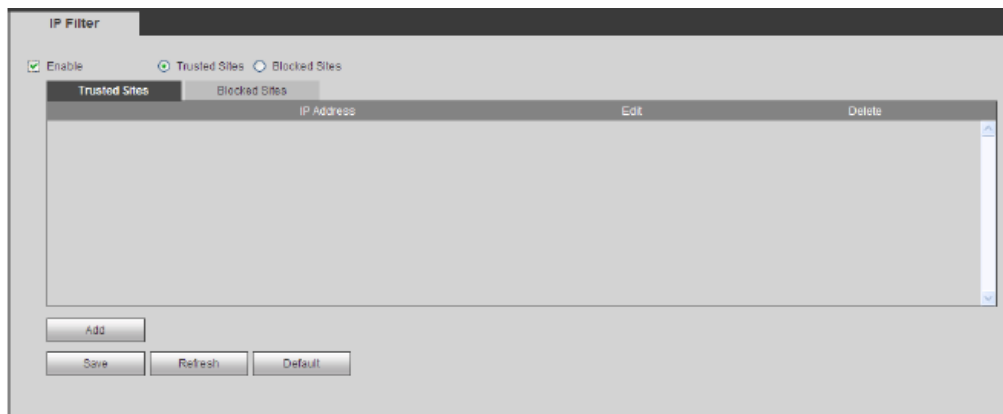 IP Filter
Enable Trusted Sites Blocked Sites
Trusted Sites Blocked Sites
IP Address Edit Delete
Add
Save Refresh Default